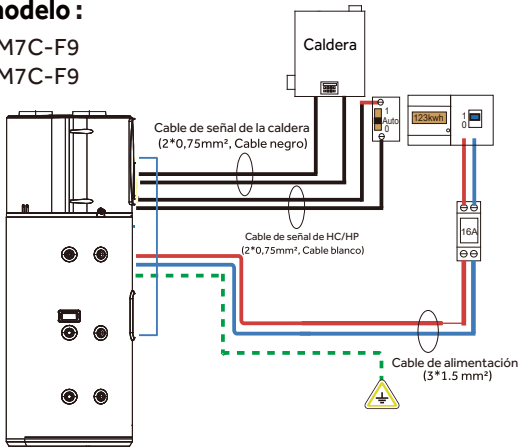 modelo :
M7C-F9
M7C-F9
Caldera
1
Auto
0
123kwh
1
0
Cable de señal de la caldera
(2*0,75mm², Cable negro)
Cable de señal de HC/HP
(2*0,75mm², Cable blanco)
16A
Cable de alimentación
(3*1.5 mm²)